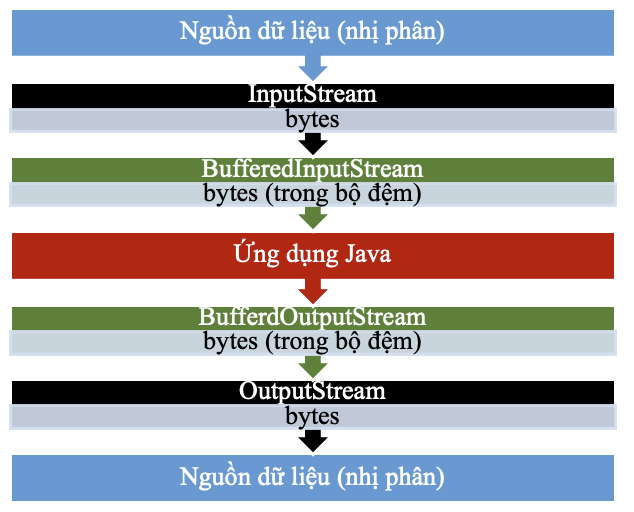 Nguồn dữ liệu (nhị phân)
InputStream
bytes
BufferedInputStream
bytes (trong bộ đệm)
Ứng dụng Java
BufferdOutputStream
bytes (trong bộ đệm)
OutputStream
bytes
Nguồn dữ liệu (nhị phân)